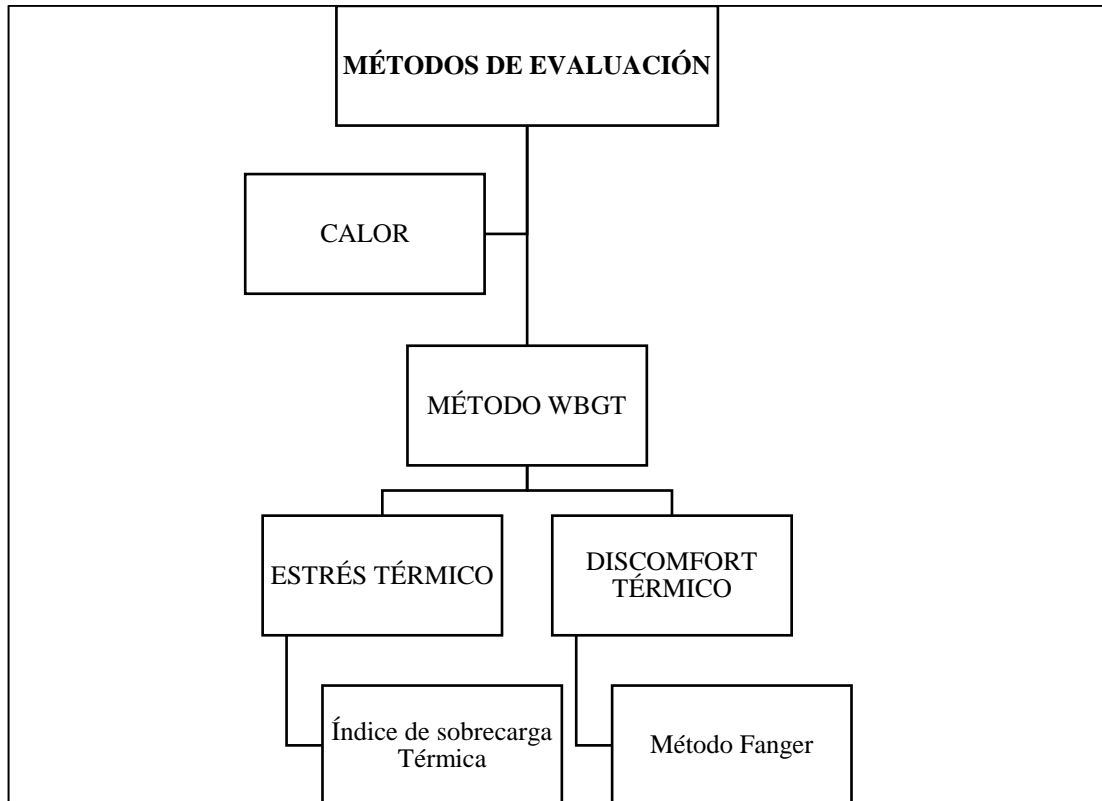 MÉTODOS DE EVALUACIÓN
CALOR
MÉTODO WBGT
ESTRÉS TÉRMICO
DISCOMFORT
TÉRMICO
Índice de sobrecarga
Térmica
Método Fanger